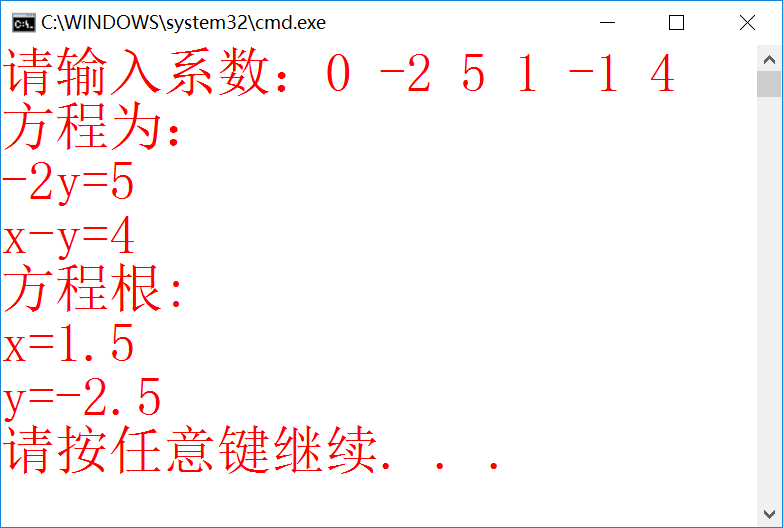 C:\WINDOWS\system32\cmd.exe
请输入系数：0 -2 5 1 -1 4
方程为：
-2y=5
x-y=4
方程根:
x=1.5
y=-2.5
请按任意键继续. . .